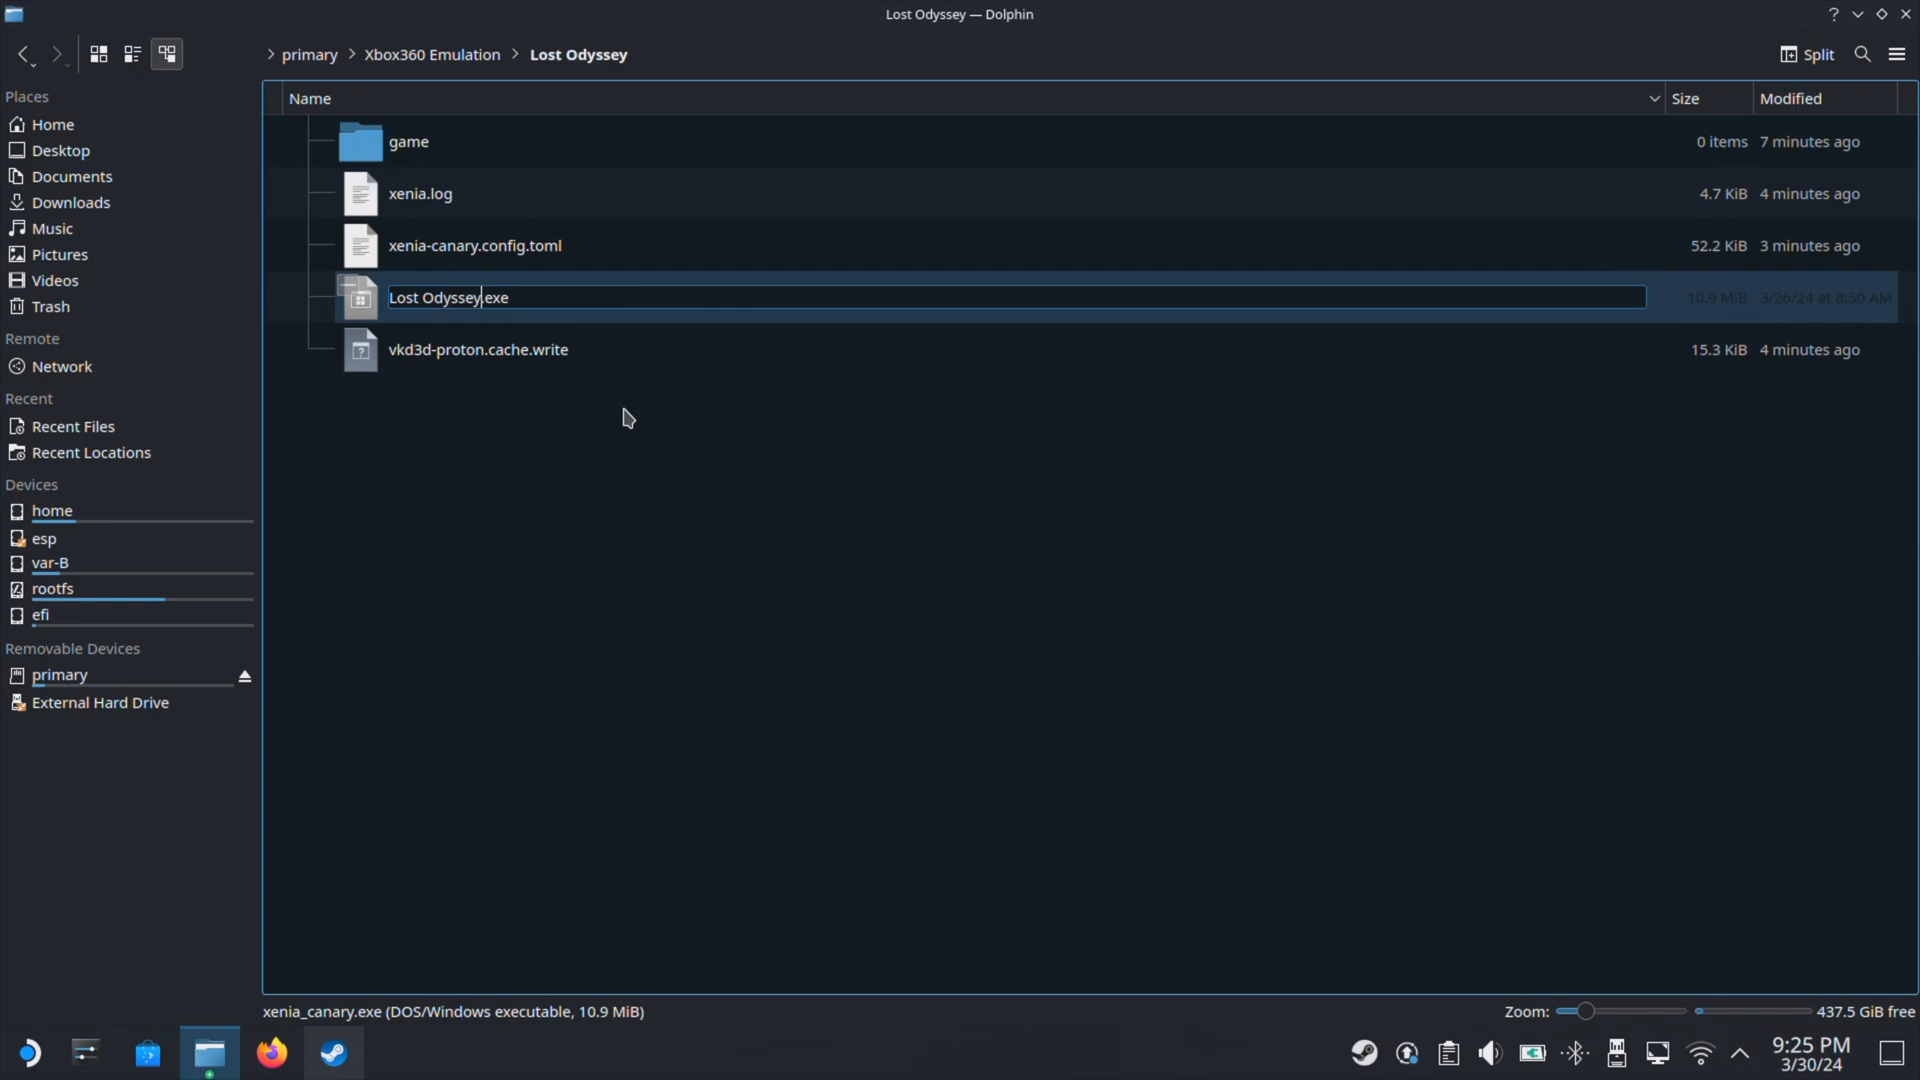 Lost Odyssey — Dolphin
primary
Xbox360 Emulation
Lost Odyssey
Split
Places
Home
Desktop
Documents
Downloads
Music
Pictures
Videos
Trash
Remote
Network
Recent
Recent Files
Recent Locations
Devices
home
esp
var-B
rootfs
efi
Removable Devices
primary
External Hard Drive
Name Size Modified
game 0 items 7 minutes ago
xenia.log 4.7 KiB 4 minutes ago
xenia-canary.config.toml 52.2 KiB 3 minutes ago
Lost Odyssey.exe 10.9 MiB 3/26/24 at 8:50 AM
vkd3d-proton.cache.write 15.3 KiB 4 minutes ago
xenia_canary.exe (DOS/Windows executable, 10.9 MiB)
Zoom:
437.5 GiB free
9:25 PM
3/30/24